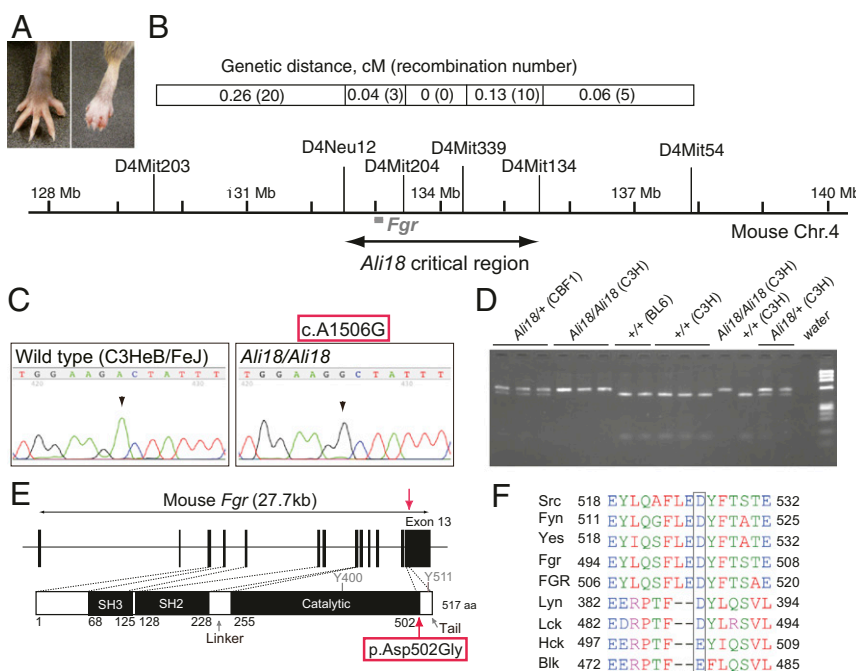 A
B
Genetic distance, cM (recombination number)
0.26 (20) 0.04 (3) 0 (0) 0.13 (10) 0.06 (5)
D4Mit203 D4Neu12 D4Mit204 D4Mit339 D4Mit134 D4Mit54
128 Mb 131 Mb 134 Mb 137 Mb 140 Mb
Fgr
Mouse Chr.4
Ali18 critical region
C
c.A1506G
Wild type (C3HeB/FeJ)
T G G A A G A C T A T T T
420 430
Ali18/Ali18
T G G A A G G C T A T T T
D
Ali18/+ (CBF1)
Ali18/Ali18 (C3H)
+/+ (BL6)
+/+ (C3H)
Ali18/Ali18 (C3H)
+/+ (C3H)
Ali18/+ (C3H)
water
E
Mouse Fgr (27.7kb)
Exon 13
Y400
Y511
SH3 SH2 Catalytic 517 aa
1 68 125 128 228 255 502
Linker
Tail
p.Asp502Gly
F
Src 518 EYLQAFLEDYFTSTE 532
Fyn 511 EYLQGFLEDYFTATE 525
Yes 518 EYIQSFLEDYFTATE 532
Fgr 494 EYLQSFLEDYFTSTE 508
FGR 506 EYLQSFLEDYFTSAE 520
Lyn 382 EERPTF--DYLQSVL 394
Lck 482 EDRPTF--DYLRSVL 494
Hck 497 EERPTF--EYIQSVL 509
Blk 472 ERRPTF--EFLQSVL 485